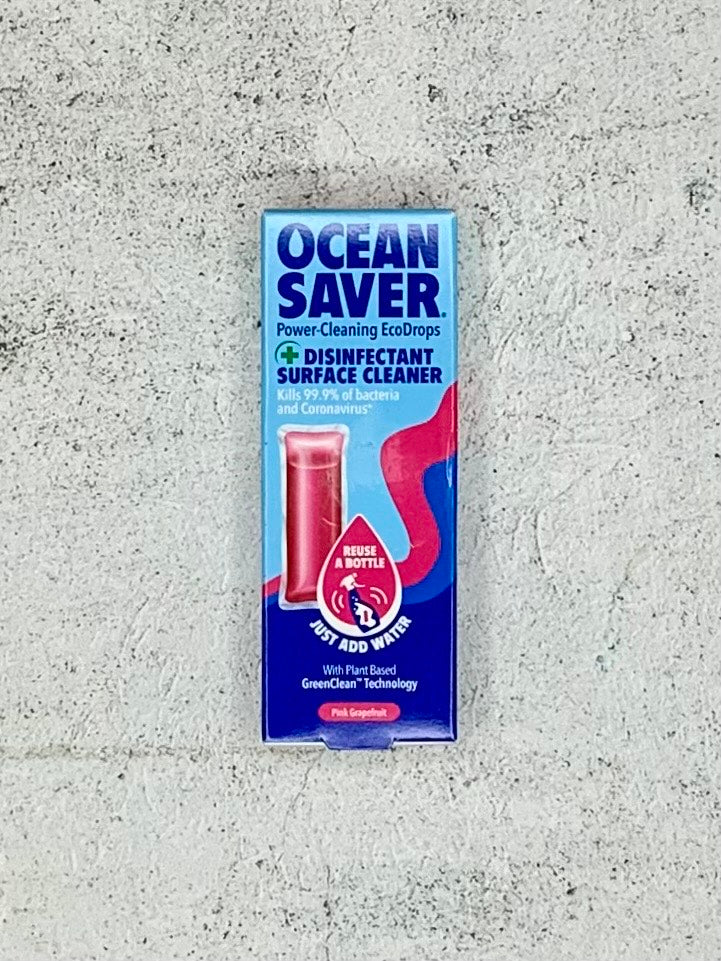 OCEAN
SAVER®
Power-Cleaning EcoDrops
+ DISINFECTANT
SURFACE CLEANER
Kills 99.9% of bacteria
and Coronavirus*
REUSE
A BOTTLE
JUST ADD WATER
With Plant Based
GreenClean™ Technology
Pink Grapefruit